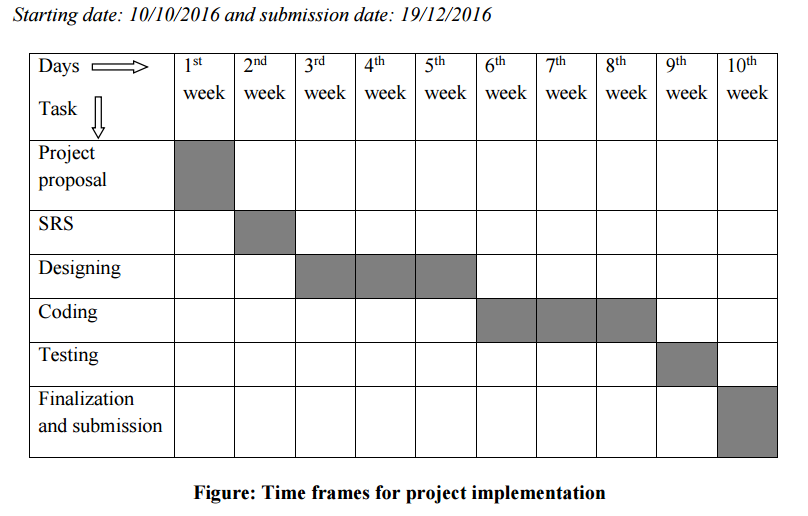 Starting date: 10/10/2016 and submission date: 19/12/2016
Days 1st 2nd 3rd 4th 5th 6th 7th 8th 9th 10th
week week week week week week week week week week
Task
Project
proposal
SRS
Designing
Coding
Testing
Finalization
and submission
Figure: Time frames for project implementation